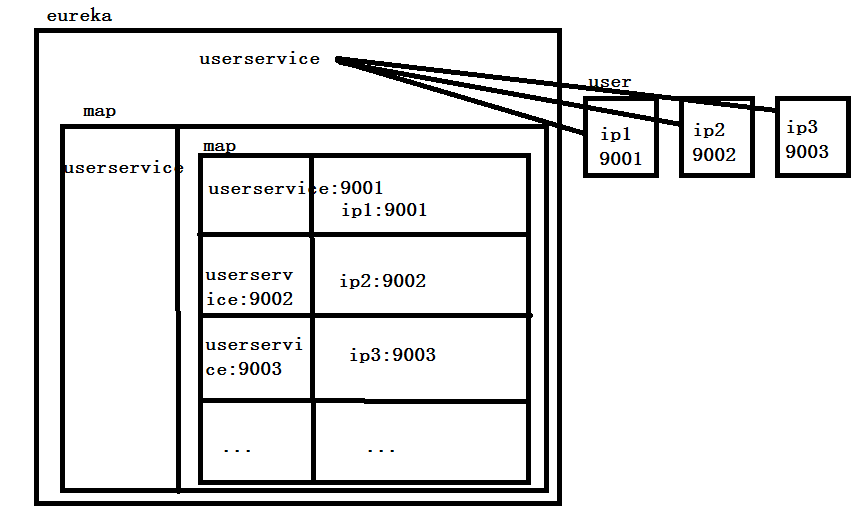 eureka
userservice
user
map
ip1
9001
ip2
9002
ip3
9003
userservice
map
userservice:9001
ip1:9001
userserv
ice:9002
ip2:9002
userservi
ce:9003
ip3:9003
...
...